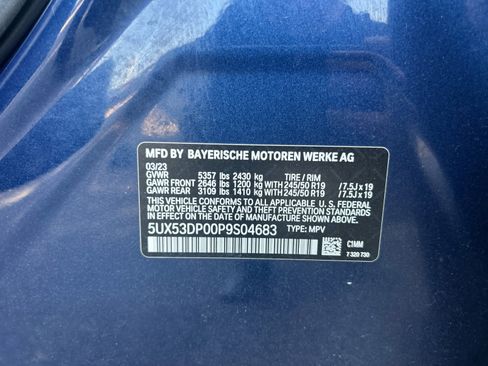 MFD BY BAYERISCHE MOTOREN WERKE AG
03/23
GVWR 5357 lbs 2430 kg TIRE / RIM
GAWR FRONT 2646 lbs 1200 kg WITH 245/50 R19 /7.5J x 19
GAWR REAR 3109 lbs 1410 kg WITH 245/50 R19 /7.5J x 19
THIS VEHICLE CONFORMS TO ALL APPLICABLE U. S. FEDERAL
MOTOR VEHICLE SAFETY, BUMPER, AND THEFT PREVENTION
STANDARDS IN EFFECT ON THE DATE OF MANUFACTURE
SHOWN ABOVE.
5UX53DP00P9S04683 TYPE: MPV
C1MM
7 320 730